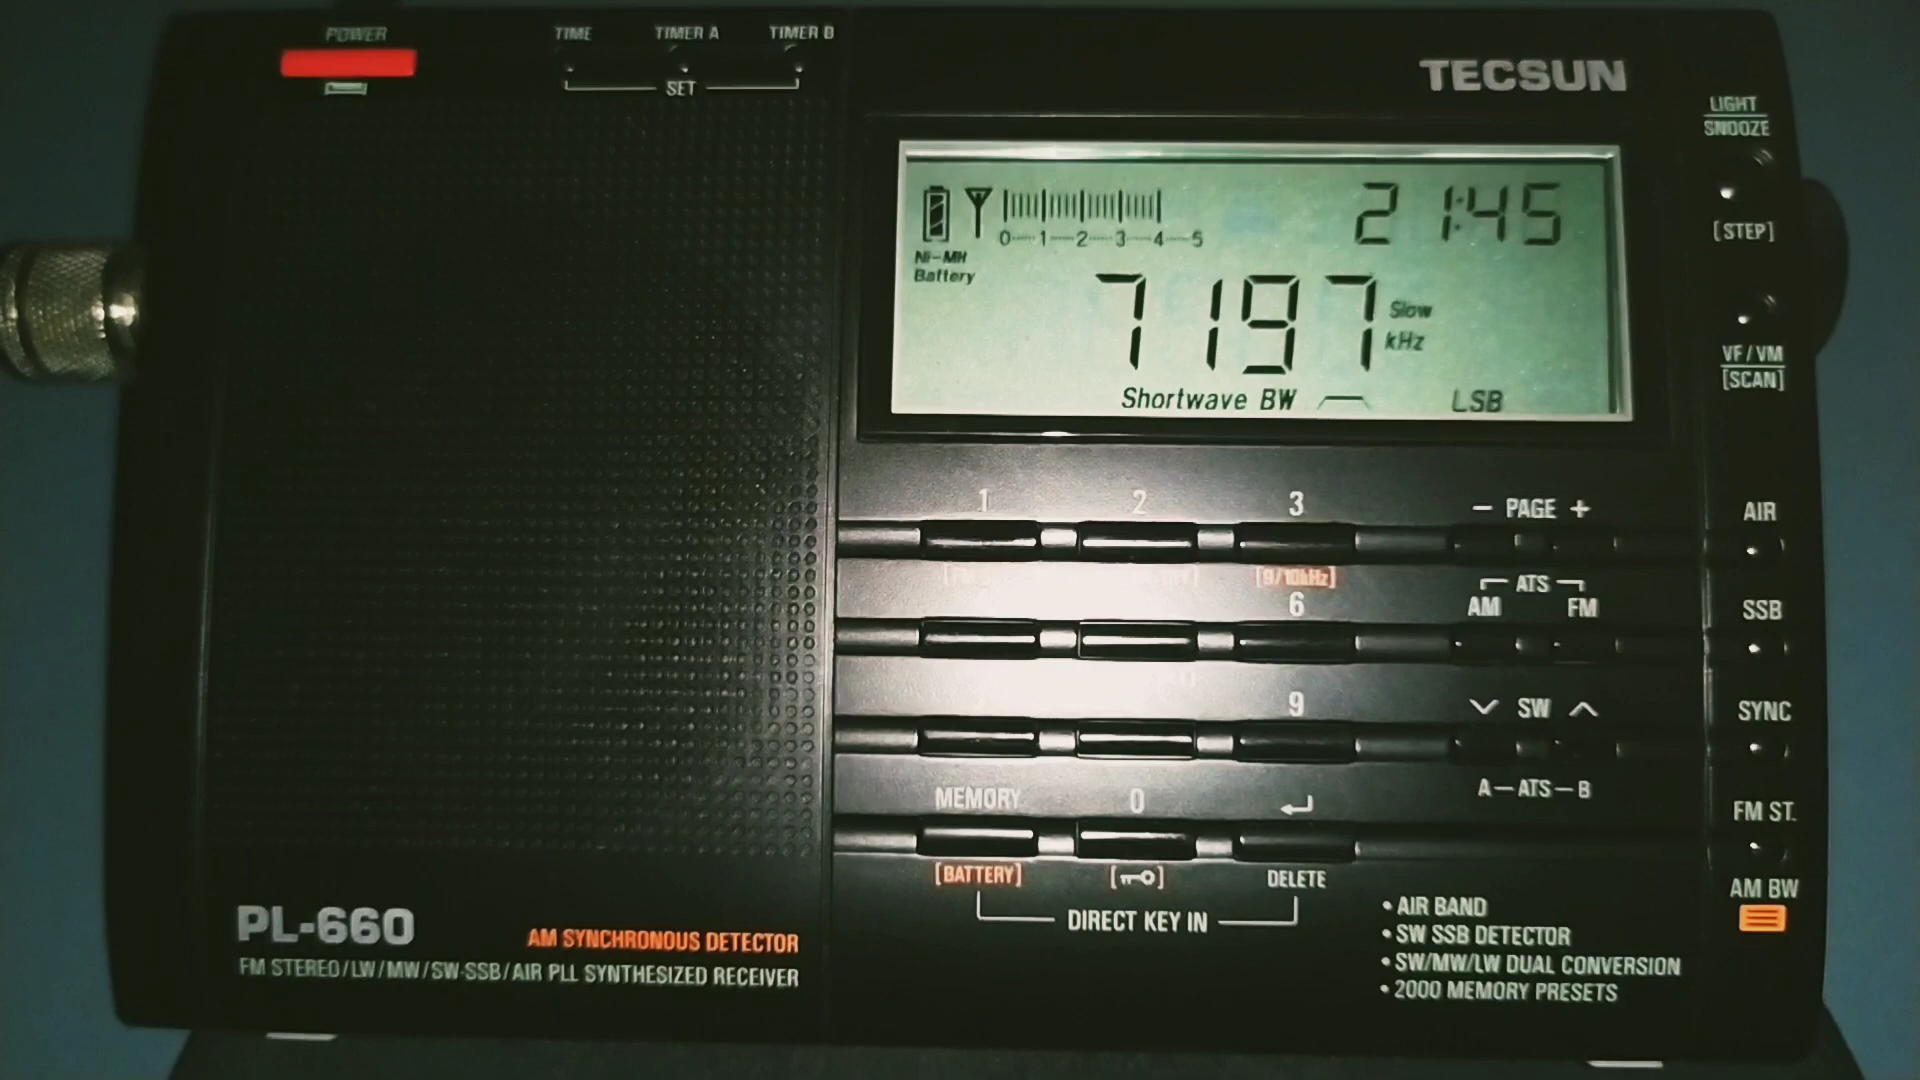 POWER
TIME TIMER A TIMER B
SET
TECSUN
LIGHT
SNOOZE
[STEP]
VF/VM
[SCAN]
21:45
0 1 2 3 4 5
Ni-MH
Battery
7197 Slow
kHz
Shortwave BW LSB
1 2 3 - PAGE + AIR
[9/10kHz]
ATS
6 AM FM SSB
9 SW SYNC
A-ATS-B
MEMORY 0 FM ST.
[BATTERY] DELETE
DIRECT KEY IN
AM BW
• AIR BAND
• SW SSB DETECTOR
• SW/MW/LW DUAL CONVERSION
• 2000 MEMORY PRESETS
PL-660
AM SYNCHRONOUS DETECTOR
FM STEREO/LW/MW/SW-SSB/AIR PLL SYNTHESIZED RECEIVER